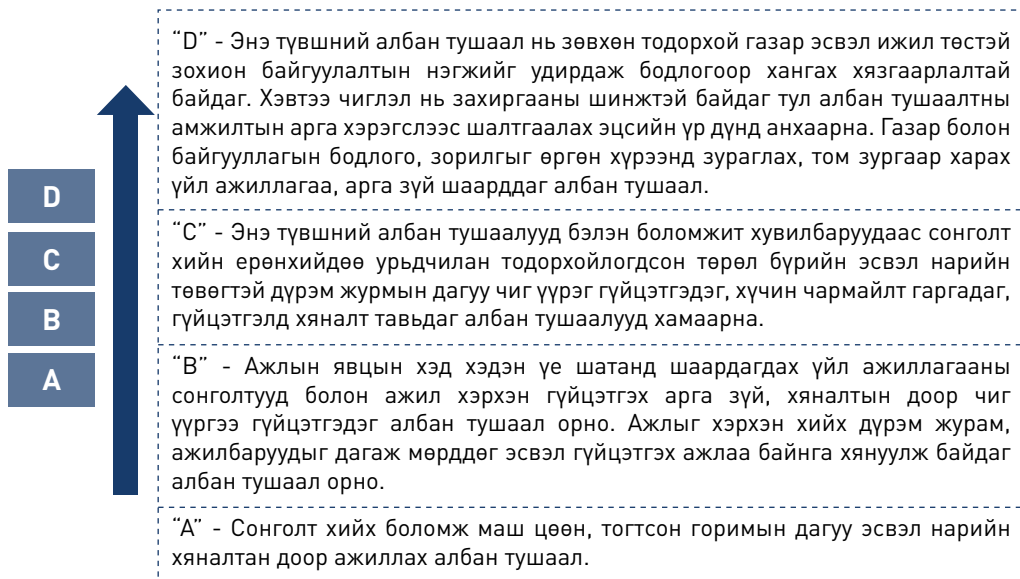 “D” - Энэ түвшний албан тушаал нь зөвхөн тодорхой газар эсвэл ижил төстэй
зохион байгуулалтын нэгжийг удирдаж бодлогоор хангах хязгаарлалтай
байдаг. Хэвтээ чиглэл нь захиргааны шинжтэй байдаг тул албан тушаалтны
амжилтын арга хэрэгслээс шалтгаалах эцсийн үр дүнд анхаарна. Газар болон
байгууллагын бодлого, зорилгыг өргөн хүрээнд зураглах, том зургаар харах
үйл ажиллагаа, арга зүй шаарддаг албан тушаал.
D
“C” - Энэ түвшний албан тушаалууд бэлэн боломжит хувилбаруудаас сонголт
хийн ерөнхийдөө урьдчилан тодорхойлогдсон төрөл бүрийн эсвэл нарийн
төвөгтэй дүрэм журмын дагуу чиг үүрэг гүйцэтгэдэг, хүчин чармайлт гаргадаг,
гүйцэтгэлд хяналт тавьдаг албан тушаалууд хамаарна.
C
B
“B” - Ажлын явцын хэд хэдэн үе шатанд шаардагдах үйл ажиллагааны
сонголтууд болон ажил хэрхэн гүйцэтгэх арга зүй, хяналтын доор чиг
үүргээ гүйцэтгэдэг албан тушаал орно. Ажлыг хэрхэн хийх дүрэм журам,
ажилбаруудыг дагаж мөрддөг эсвэл гүйцэтгэх ажлаа байнга хянуулж байдаг
албан тушаал орно.
A
“A” - Сонголт хийх боломж маш цөөн, тогтсон горимын дагуу эсвэл нарийн
хяналтан доор ажиллах албан тушаал.